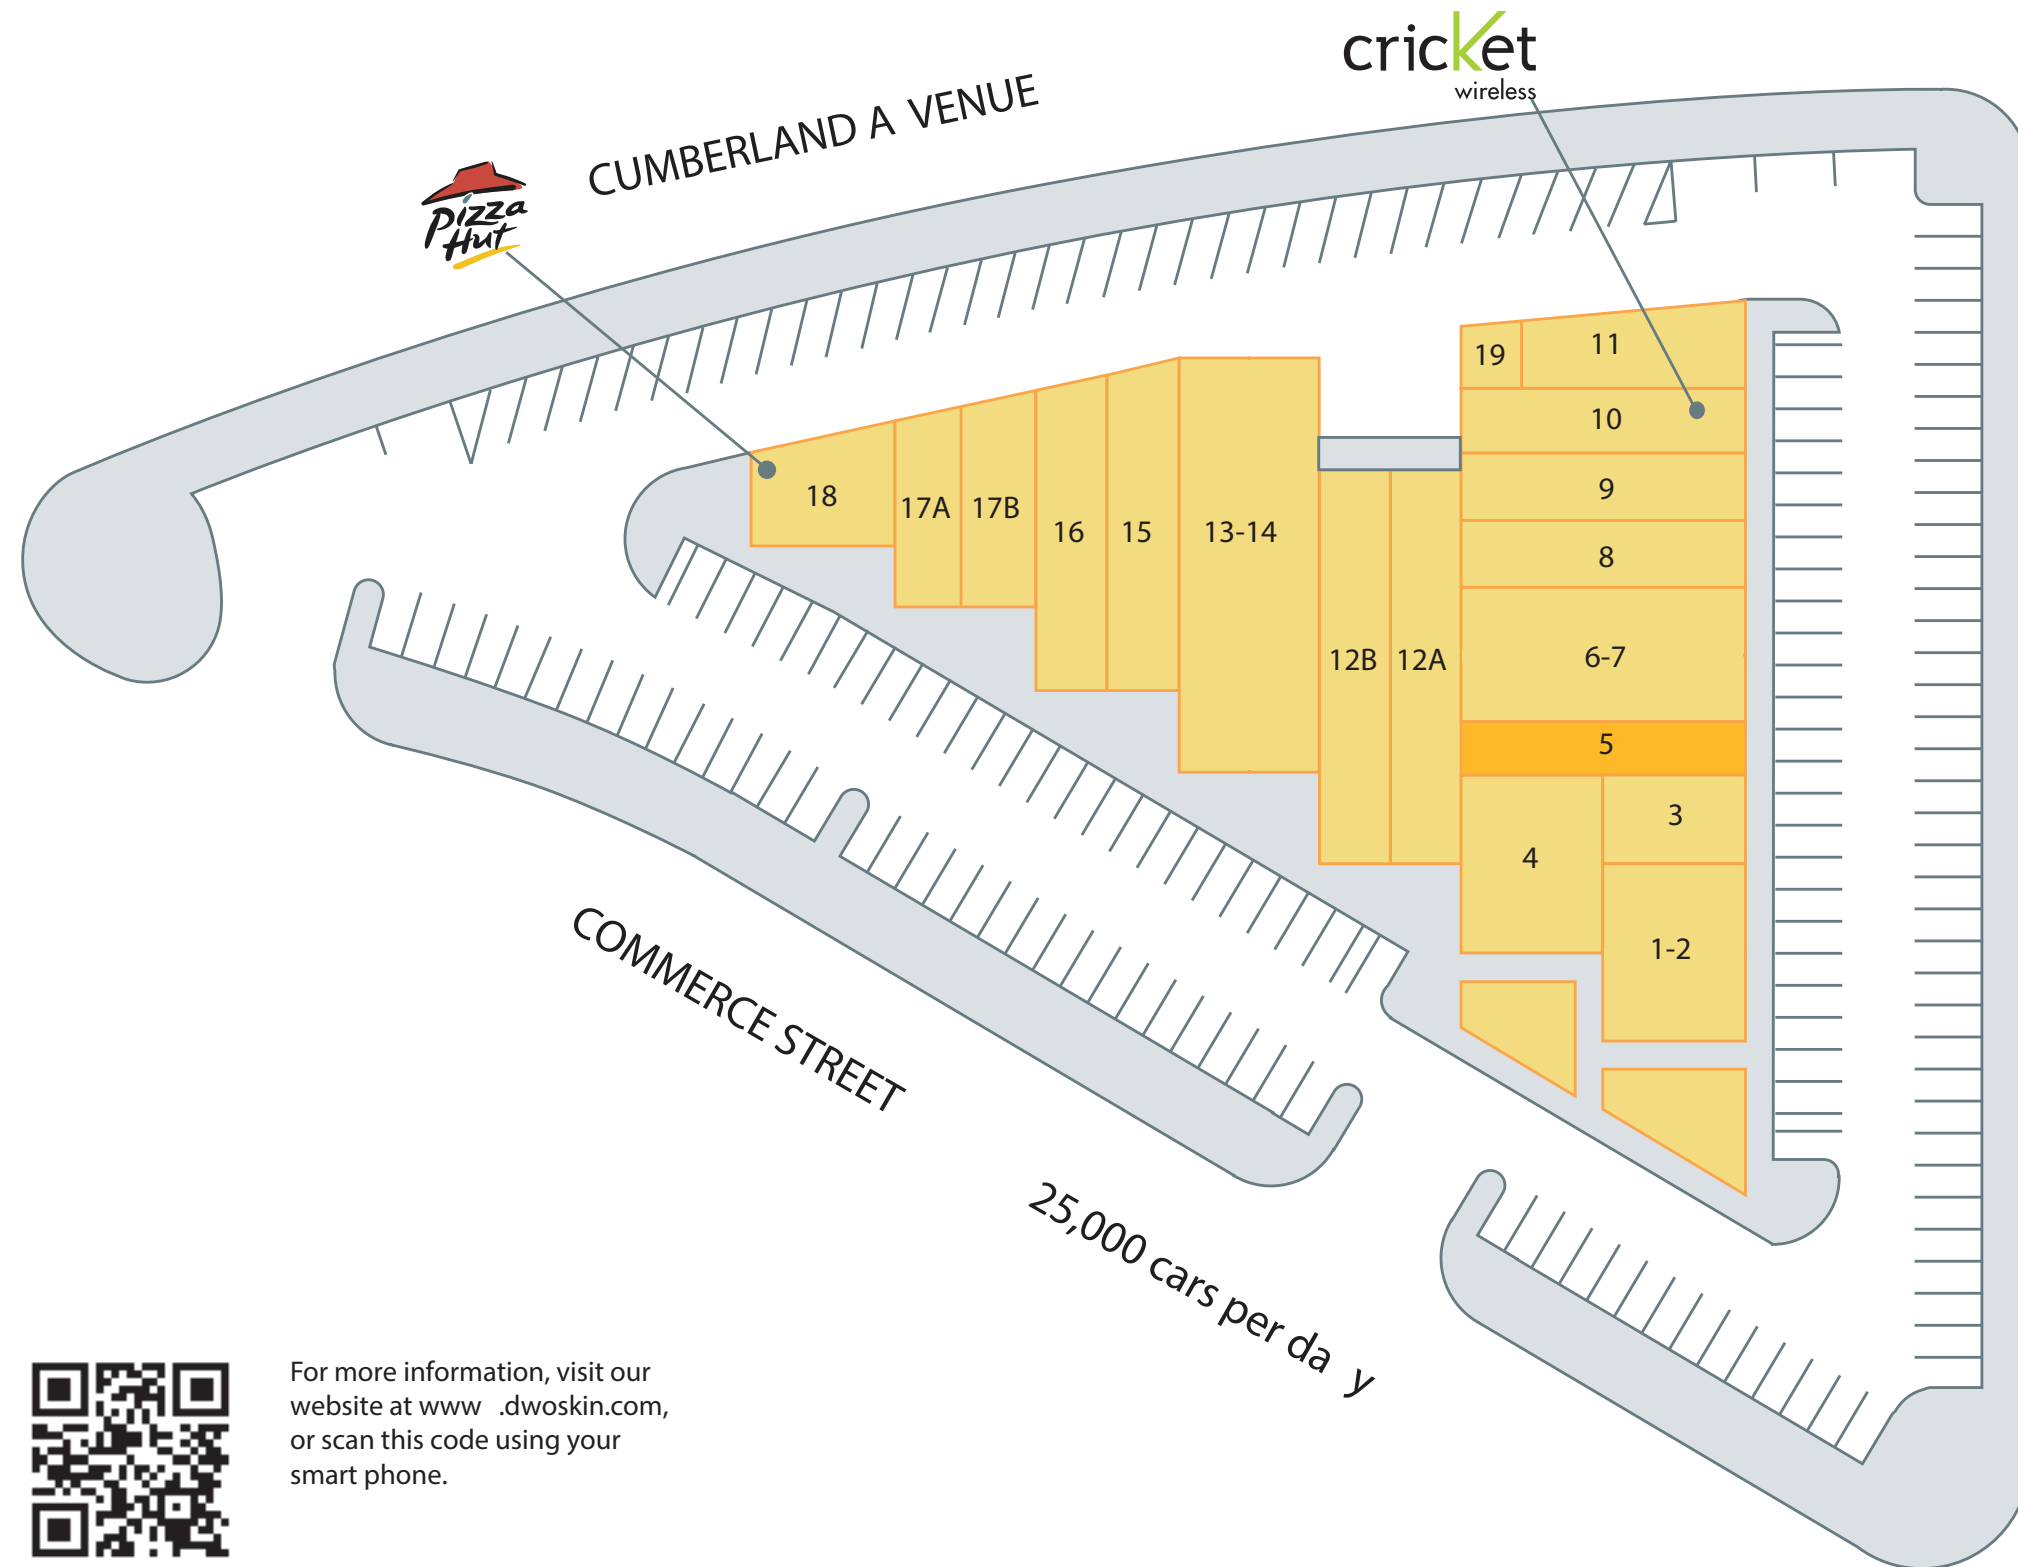 cricket
wireless
CUMBERLAND A VENUE
Pizza
Hut
19
11
10
9
8
18
17A
17B
16
15
13-14
12B
12A
6-7
5
3
4
1-2
COMMERCE STREET
25,000 cars per da y
For more information, visit our
website at www .dwoskin.com,
or scan this code using your
smart phone.